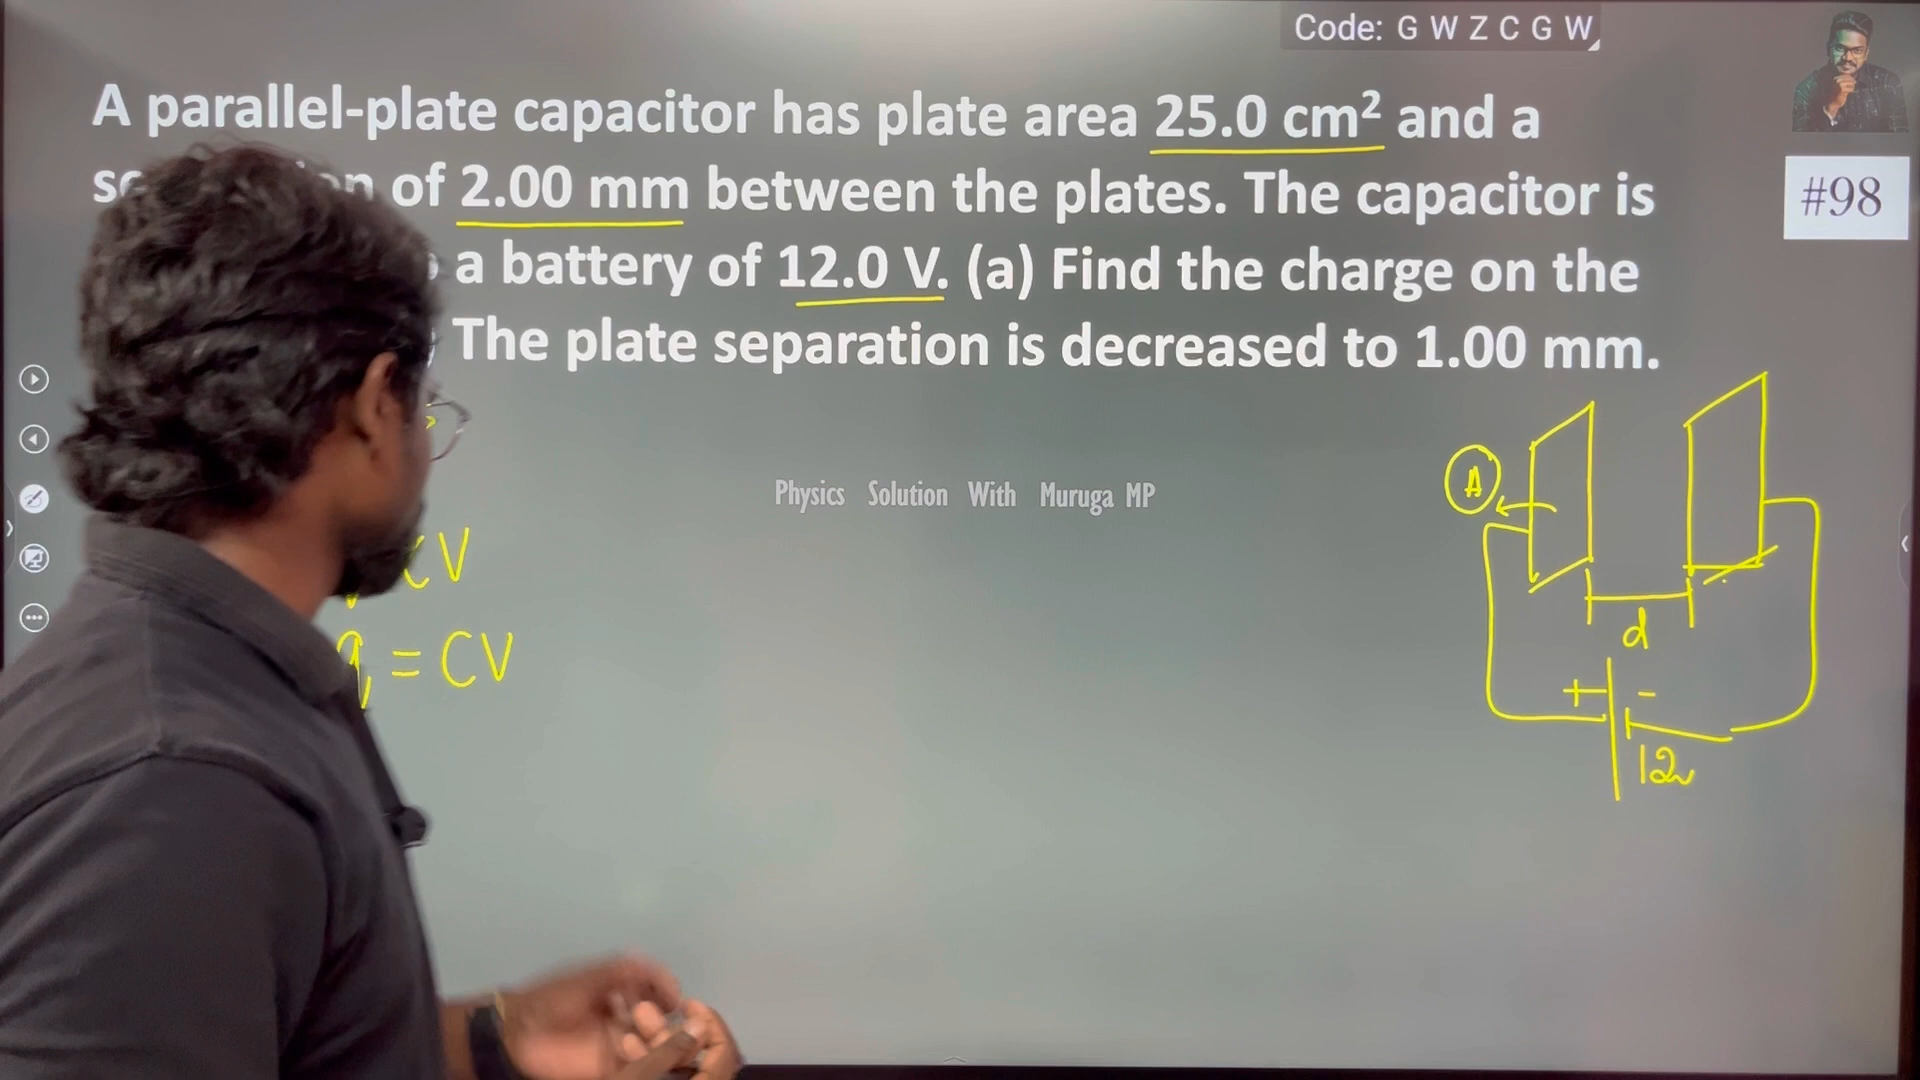 Code: G W Z C G W
A parallel-plate capacitor has plate area 25.0 cm² and a
of 2.00 mm between the plates. The capacitor is
#98
a battery of 12.0 V. (a) Find the charge on the
The plate separation is decreased to 1.00 mm.
Physics Solution With Muruga MP
A
V
q = CV
d
+ -
12v